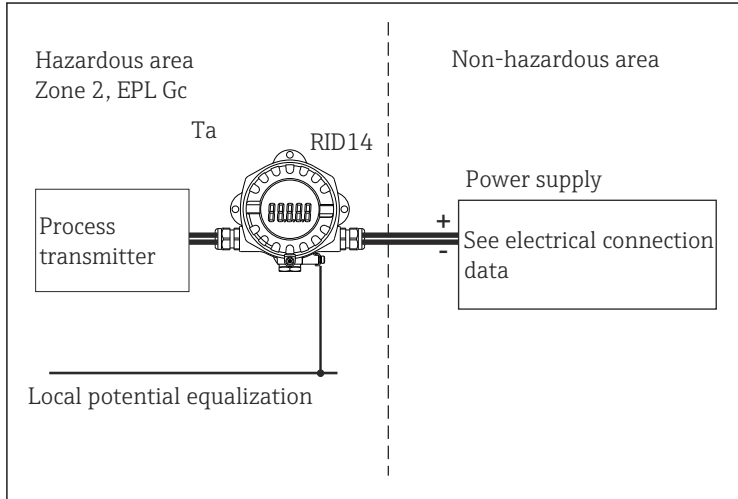 Hazardous area
Zone 2, EPL Gc
Non-hazardous area
Ta
RID14
Power supply
Process
transmitter
+
-
See electrical connection
data
Local potential equalization